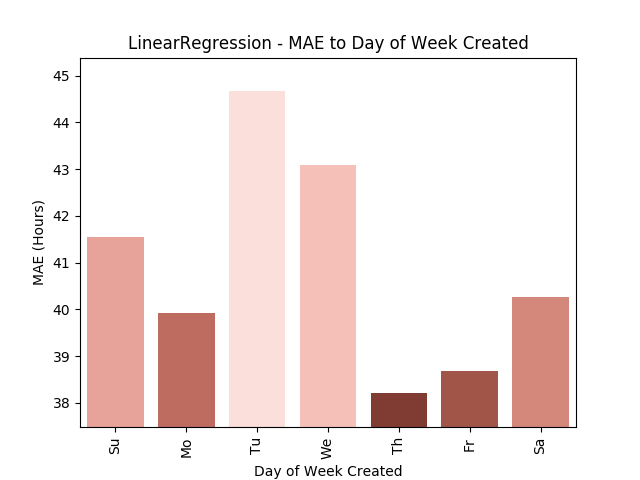 LinearRegression - MAE to Day of Week Created
45
44
43
42
41
40
39
38
MAE (Hours)
Su
Mo
Tu
We
Th
Fr
Sa
Day of Week Created